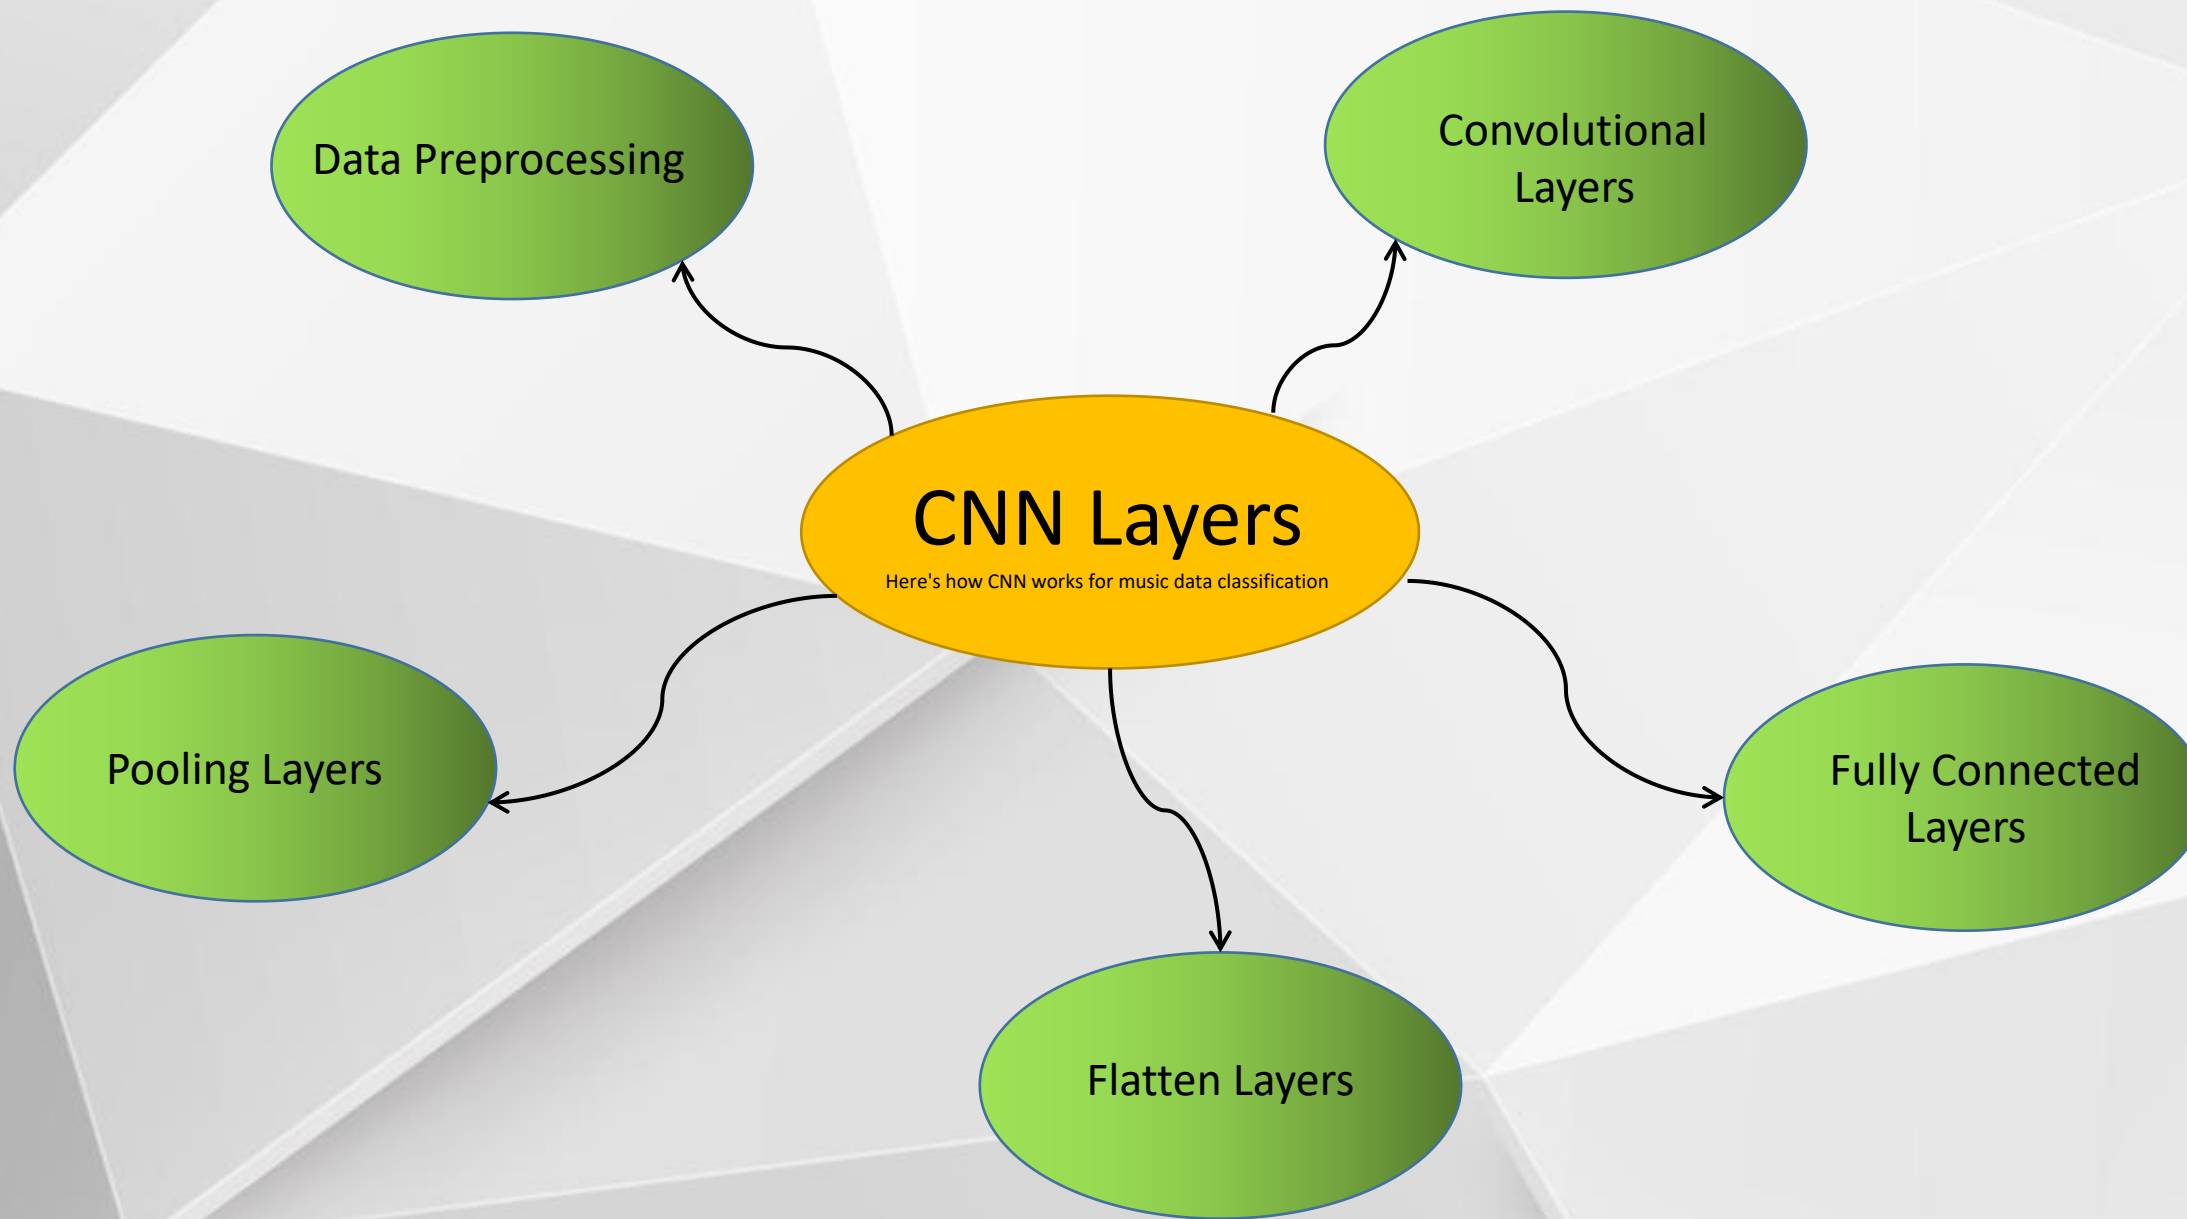 Data Preprocessing
Convolutional
Layers
CNN Layers
Here's how CNN works for music data classification
Pooling Layers
Fully Connected
Layers
Flatten Layers